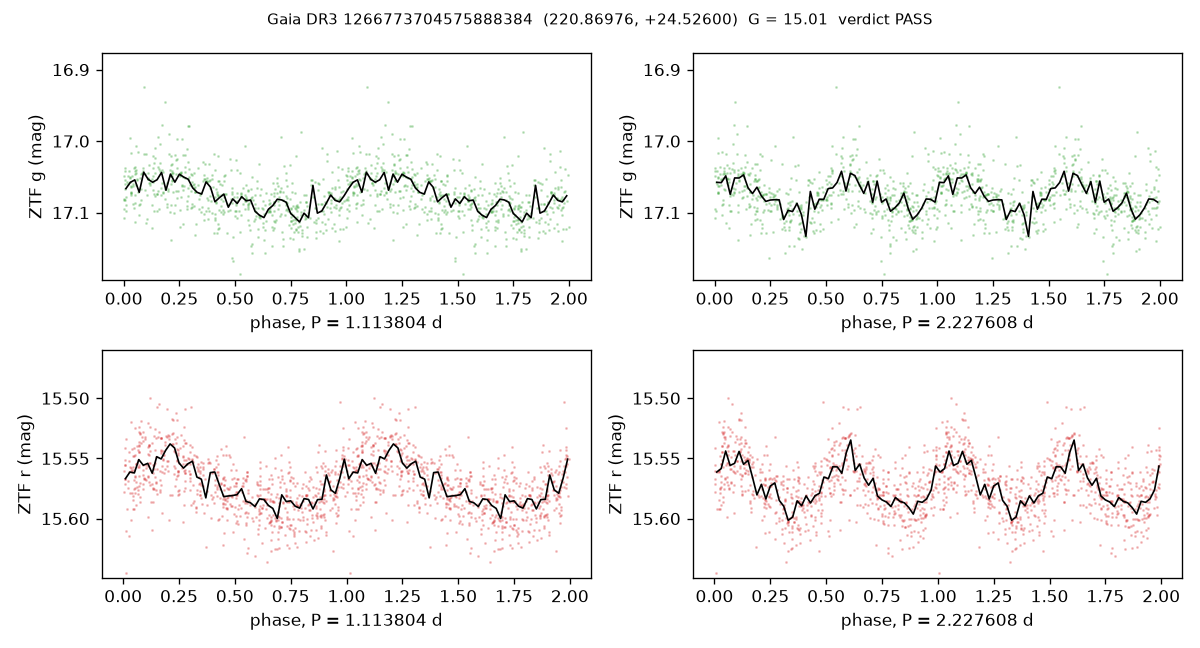 Gaia DR3 1266773704575888384  (220.86976, +24.52600)  G = 15.01  verdict PASS
ZTF g (mag)
16.9
17.0
17.1
0.00 0.25 0.50 0.75 1.00 1.25 1.50 1.75 2.00
phase, P = 1.113804 d
ZTF g (mag)
16.9
17.0
17.1
0.00 0.25 0.50 0.75 1.00 1.25 1.50 1.75 2.00
phase, P = 2.227608 d
ZTF r (mag)
15.50
15.55
15.60
0.00 0.25 0.50 0.75 1.00 1.25 1.50 1.75 2.00
phase, P = 1.113804 d
ZTF r (mag)
15.50
15.55
15.60
0.00 0.25 0.50 0.75 1.00 1.25 1.50 1.75 2.00
phase, P = 2.227608 d